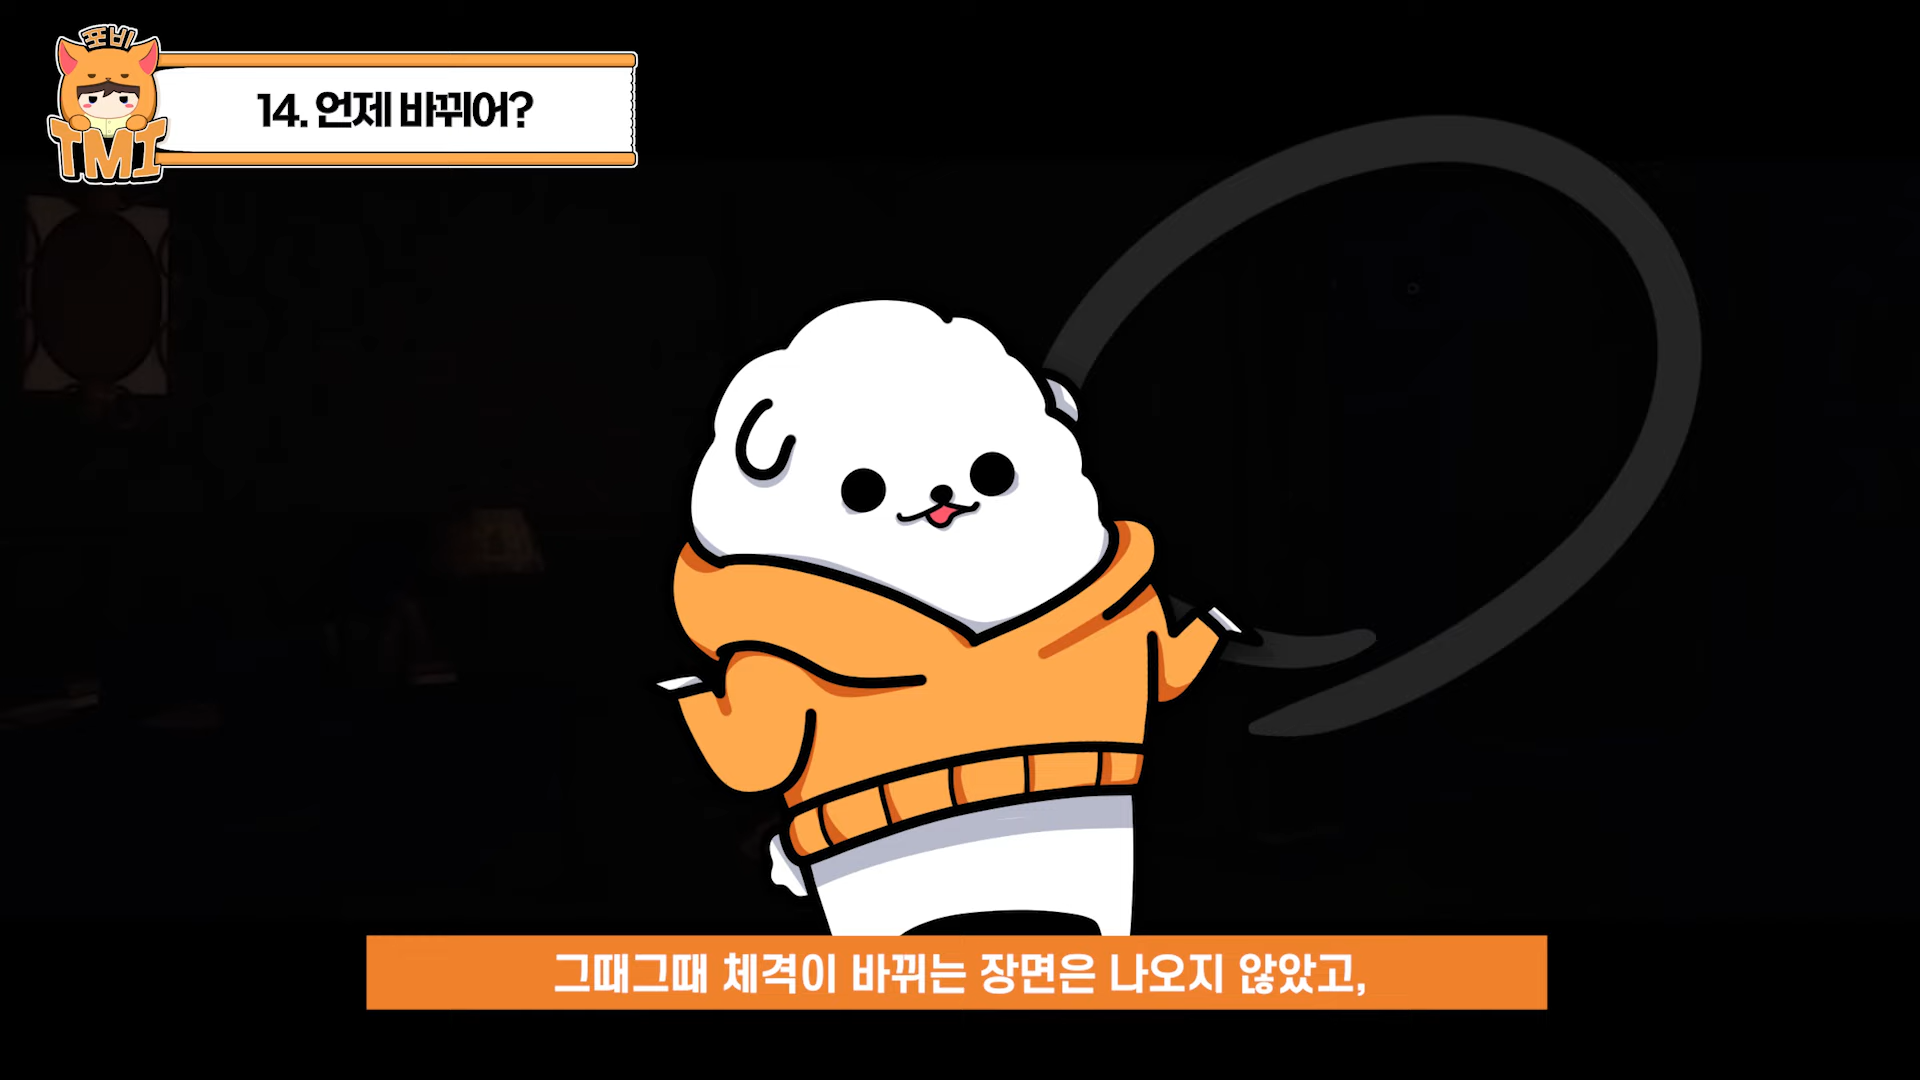 포비
TMI
14. 언제 바뀌어?
그때그때 체격이 바뀌는 장면은 나오지 않았고,